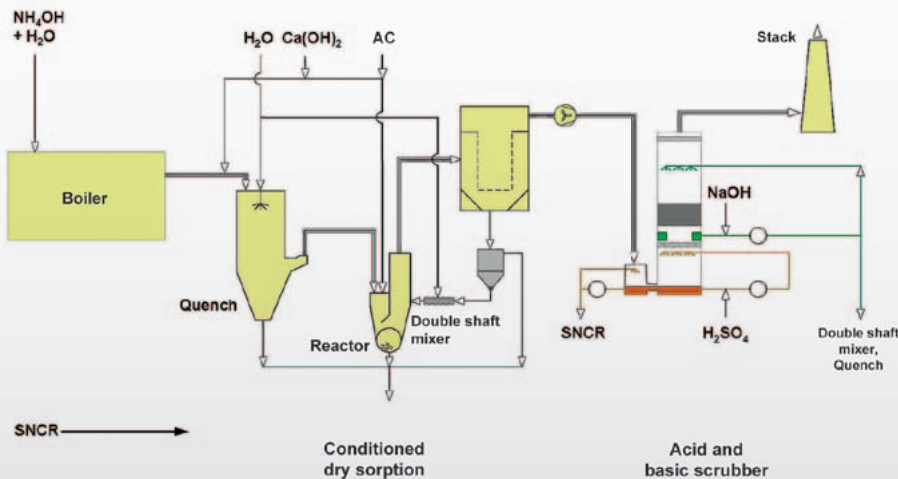 NH₄OH
+ H₂O
H₂O
Ca(OH)₂
AC
Stack
Boiler
NaOH
Quench
Double shaft
mixer
Reactor
SNCR
H₂SO₄
Double shaft
mixer,
Quench
SNCR
Conditioned
dry sorption
Acid and
basic scrubber